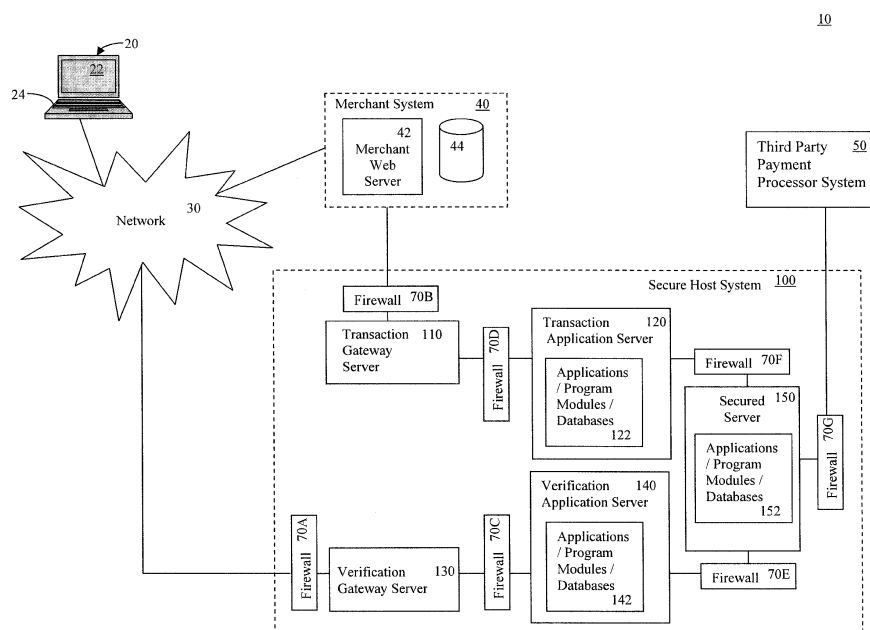 10
20
22
24
Merchant System 40
42
Merchant
Web
Server
44
Third Party 50
Payment
Processor System
Network 30
Secure Host System 100
Firewall 70B
Transaction 110
Gateway
Server
Firewall 70D
Transaction 120
Application Server
Applications
/ Program
Modules /
Databases
122
Firewall 70F
Secured 150
Server
Applications
/ Program
Modules /
Databases
152
Firewall 70G
Verification 140
Application Server
Applications
/ Program
Modules /
Databases
142
Firewall 70A
Verification 130
Gateway Server
Firewall 70C
Firewall 70E